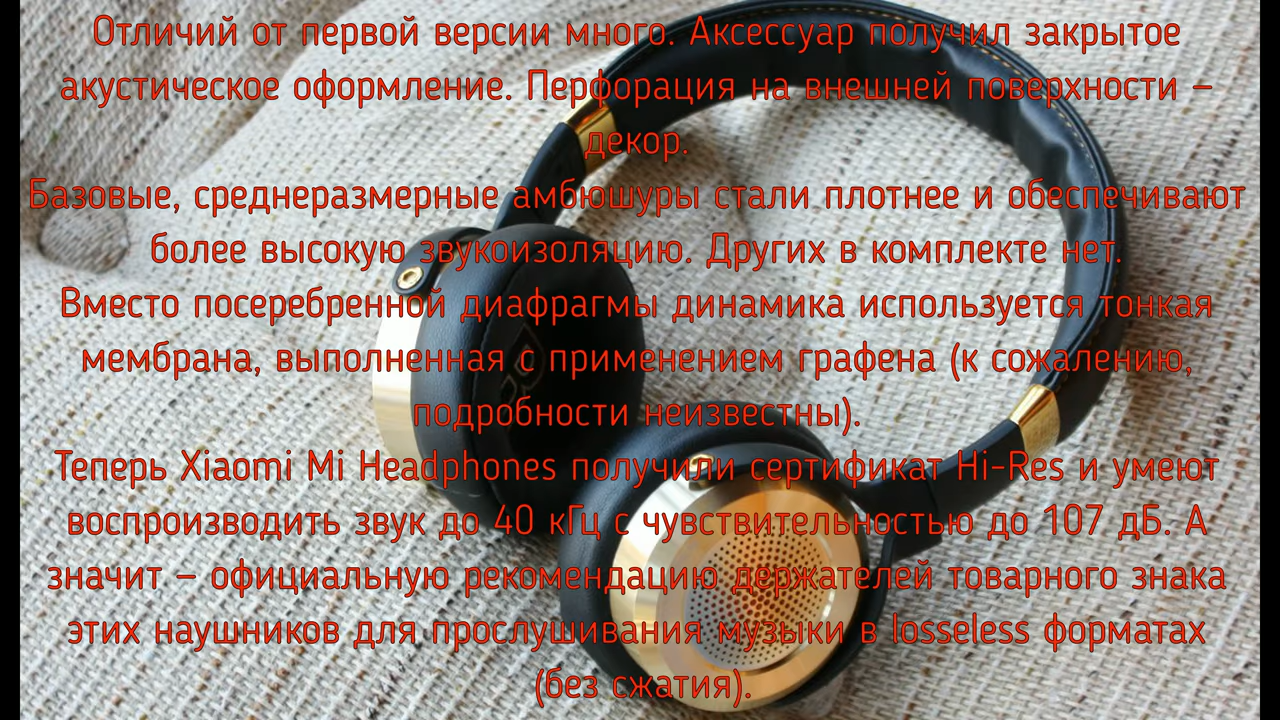 Отличий от первой версии много. Аксессуар получил закрытое
акустическое оформление. Перфорация на внешней поверхности –
декор.
Базовые, среднеразмерные амбюшуры стали плотнее и обеспечивают
более высокую звукоизоляцию. Других в комплекте нет.
Вместо посеребренной диафрагмы динамика используется тонкая
мембрана, выполненная с применением графена (к сожалению,
подробности неизвестны).
Теперь Xiaomi Mi Headphones получили сертификат Hi-Res и умеют
воспроизводить звук до 40 кГц с чувствительностью до 107 дБ. А
значит – официальную рекомендацию держателей товарного знака
этих наушников для прослушивания музыки в losseless форматах
(без сжатия).